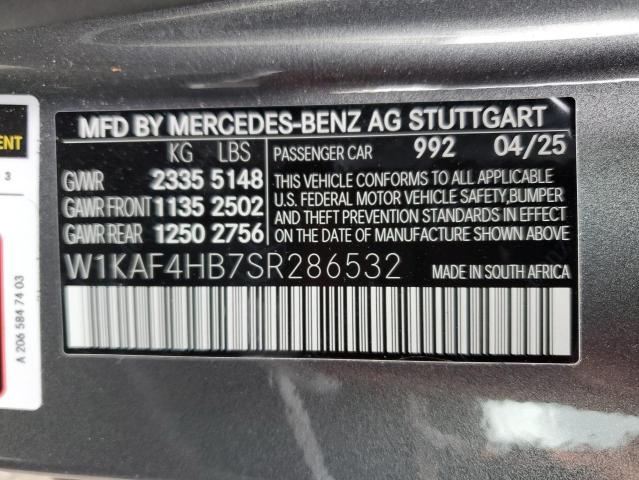 MFD BY MERCEDES-BENZ AG STUTTGART
KG LBS
PASSENGER CAR 992 04/25
GVWR 2335 5148
GAWR FRONT 1135 2502
GAWR REAR 1250 2756
THIS VEHICLE CONFORMS TO ALL APPLICABLE
U.S. FEDERAL MOTOR VEHICLE SAFETY, BUMPER
AND THEFT PREVENTION STANDARDS IN EFFECT
ON THE DATE OF MANUFACTURE SHOWN ABOVE.
W1KAF4HB7SR286532
MADE IN SOUTH AFRICA
ENT
3
A 206 584 74 03